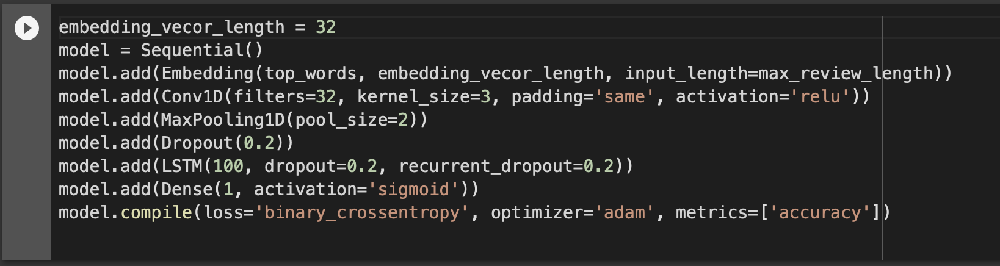 embedding_vecor_length = 32
model = Sequential()
model.add(Embedding(top_words, embedding_vecor_length, input_length=max_review_length))
model.add(Conv1D(filters=32, kernel_size=3, padding='same', activation='relu'))
model.add(MaxPooling1D(pool_size=2))
model.add(Dropout(0.2))
model.add(LSTM(100, dropout=0.2, recurrent_dropout=0.2))
model.add(Dense(1, activation='sigmoid'))
model.compile(loss='binary_crossentropy', optimizer='adam', metrics=['accuracy'])